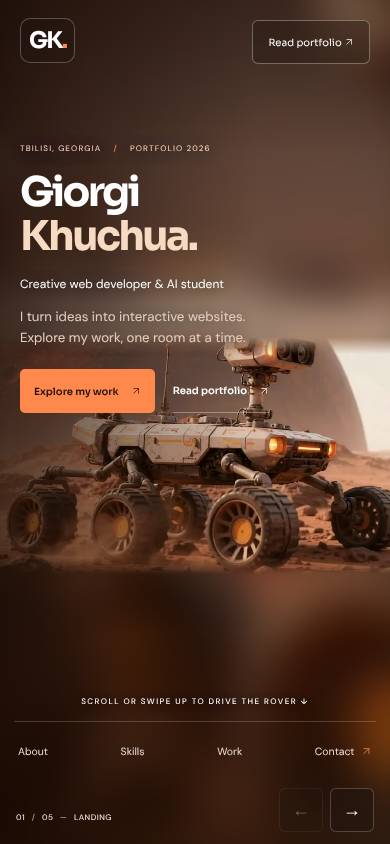 GK.
Read portfolio ↗
TBILISI, GEORGIA / PORTFOLIO 2026
Giorgi
Khuchua.
Creative web developer & AI student
I turn ideas into interactive websites.
Explore my work, one room at a time.
Explore my work ↗
Read portfolio ↗
SCROLL OR SWIPE UP TO DRIVE THE ROVER ↓
About
Skills
Work
Contact ↗
01 / 05 — LANDING
← →